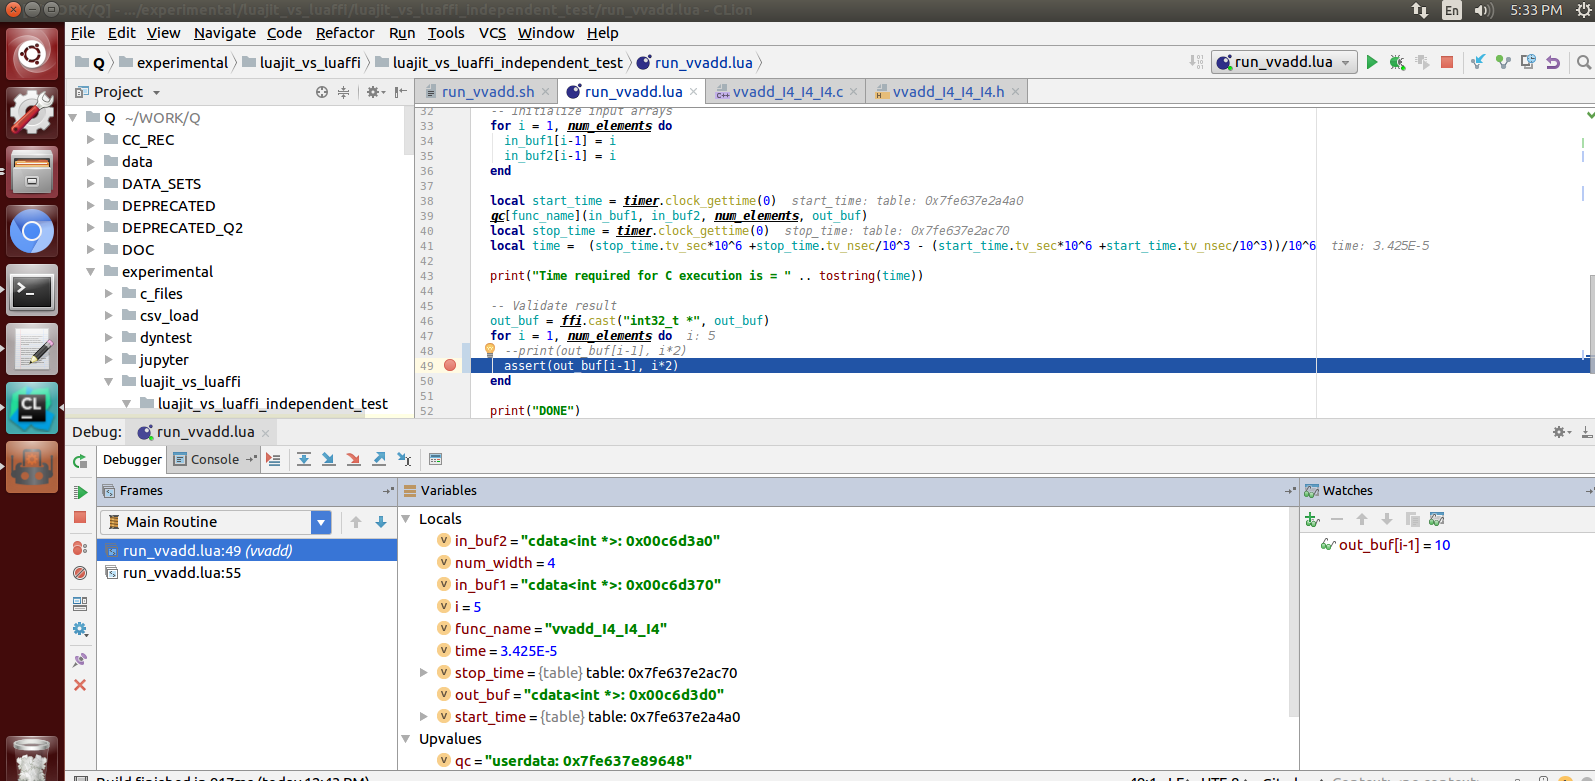 WORK/Q] - .../experimental/luajit_vs_luaffi/luajit_vs_luaffi_independent_test/run_vvadd.lua - CLion
En 5:33 PM
File Edit View Navigate Code Refactor Run Tools VCS Window Help
Q experimental luajit_vs_luaffi luajit_vs_luaffi_independent_test run_vvadd.lua
run_vvadd.lua
Project
run_vvadd.sh run_vvadd.lua vvadd_I4_I4_I4.c vvadd_I4_I4_I4.h
Q ~/WORK/Q
CC_REC
data
DATA_SETS
DEPRECATED
DEPRECATED_Q2
DOC
experimental
c_files
csv_load
dyntest
jupyter
luajit_vs_luaffi
luajit_vs_luaffi_independent_test
32 -- Initialize input arrays
33 for i = 1, num_elements do
34 in_buf1[i-1] = i
35 in_buf2[i-1] = i
36 end
37
38 local start_time = timer.clock_gettime(0) start_time: table: 0x7fe637e2a4a0
39 qc[func_name](in_buf1, in_buf2, num_elements, out_buf)
40 local stop_time = timer.clock_gettime(0) stop_time: table: 0x7fe637e2ac70
41 local time = (stop_time.tv_sec*10^6 +stop_time.tv_nsec/10^3 - (start_time.tv_sec*10^6 +start_time.tv_nsec/10^3))/10^6 time: 3.425E-5
42
43 print("Time required for C execution is = " .. tostring(time))
44
45 -- Validate result
46 out_buf = ffi.cast("int32_t *", out_buf)
47 for i = 1, num_elements do i: 5
48 --print(out_buf[i-1], i*2)
49 assert(out_buf[i-1], i*2)
50 end
51
52 print("DONE")
Debug: run_vvadd.lua
Debugger Console
Frames
Main Routine
run_vvadd.lua:49 (vvadd)
run_vvadd.lua:55
Variables
Locals
in_buf2 = "cdata<int *>: 0x00c6d3a0"
num_width = 4
in_buf1 = "cdata<int *>: 0x00c6d370"
i = 5
func_name = "vvadd_I4_I4_I4"
time = 3.425E-5
stop_time = {table} table: 0x7fe637e2ac70
out_buf = "cdata<int *>: 0x00c6d3d0"
start_time = {table} table: 0x7fe637e2a4a0
Upvalues
qc = "userdata: 0x7fe637e89648"
Watches
out_buf[i-1] = 10
Build finished in 917ms (today 12:43 PM)